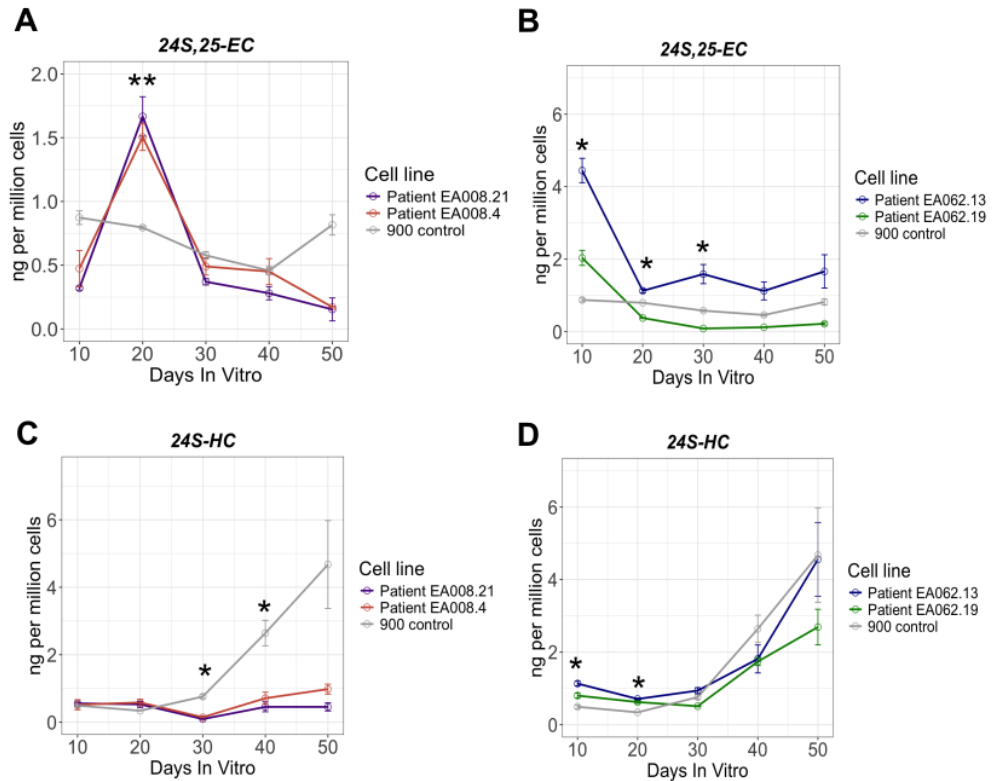 A
24S,25-EC
ng per million cells
2.0
1.5
1.0
0.5
0.0
**
10 20 30 40 50
Days In Vitro
Cell line
Patient EA008.21
Patient EA008.4
900 control
B
24S,25-EC
ng per million cells
6
4
2
0
*
*
*
10 20 30 40 50
Days In Vitro
Cell line
Patient EA062.13
Patient EA062.19
900 control
C
24S-HC
ng per million cells
6
4
2
0
*
*
10 20 30 40 50
Days In Vitro
Cell line
Patient EA008.21
Patient EA008.4
900 control
D
24S-HC
ng per million cells
6
4
2
0
*
*
10 20 30 40 50
Days In Vitro
Cell line
Patient EA062.13
Patient EA062.19
900 control